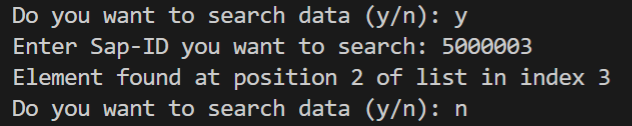 Do you want to search data (y/n): y
Enter Sap-ID you want to search: 5000003
Element found at position 2 of list in index 3
Do you want to search data (y/n): n